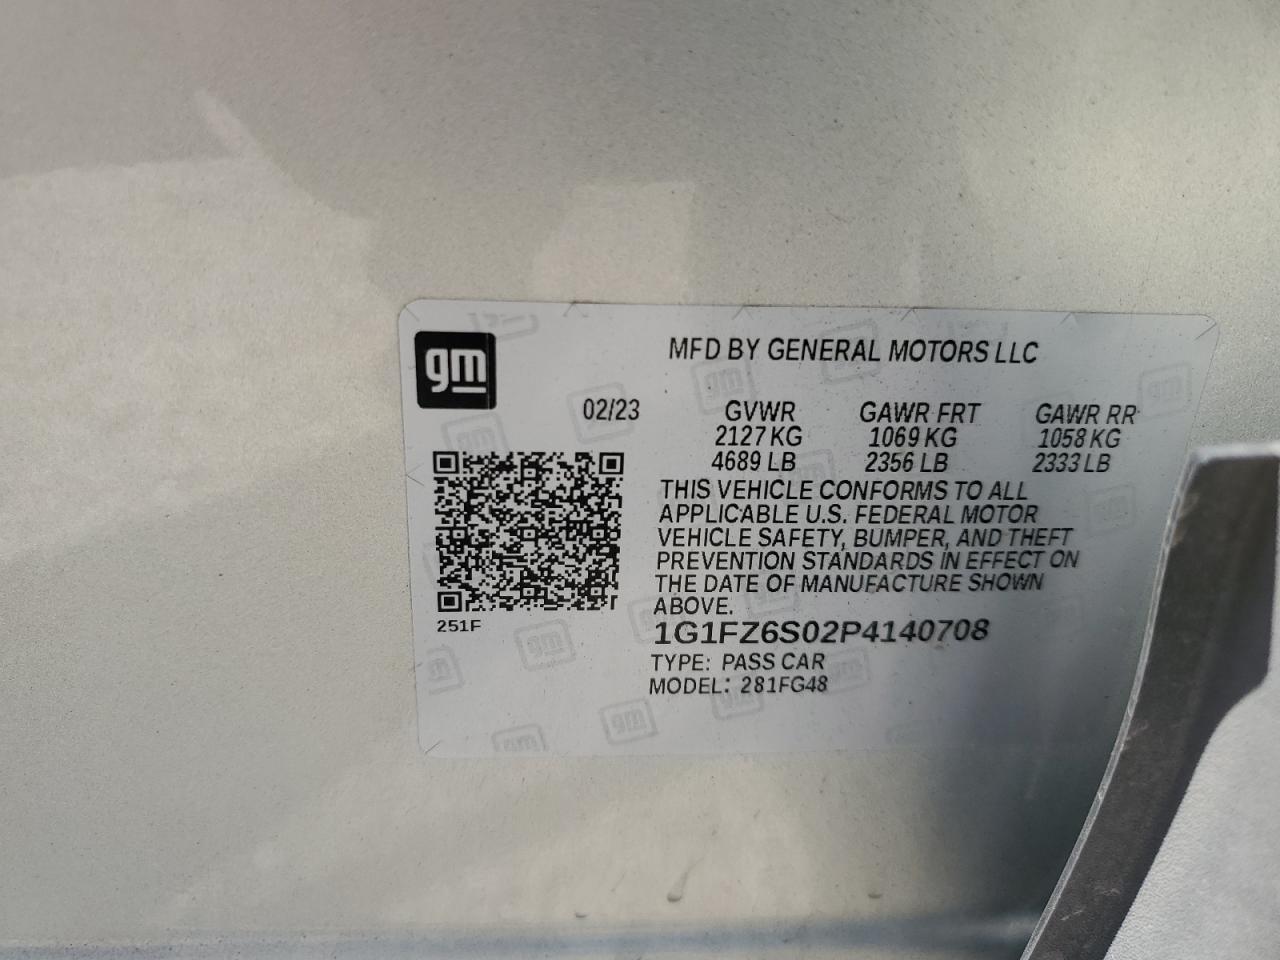 gm
MFD BY GENERAL MOTORS LLC
02/23 GVWR GAWR FRT GAWR RR
2127 KG 1069 KG 1058 KG
4689 LB 2356 LB 2333 LB
THIS VEHICLE CONFORMS TO ALL
APPLICABLE U.S. FEDERAL MOTOR
VEHICLE SAFETY, BUMPER, AND THEFT
PREVENTION STANDARDS IN EFFECT ON
THE DATE OF MANUFACTURE SHOWN
ABOVE.
251F
1G1FZ6S02P4140708
TYPE: PASS CAR
MODEL: 281FG48